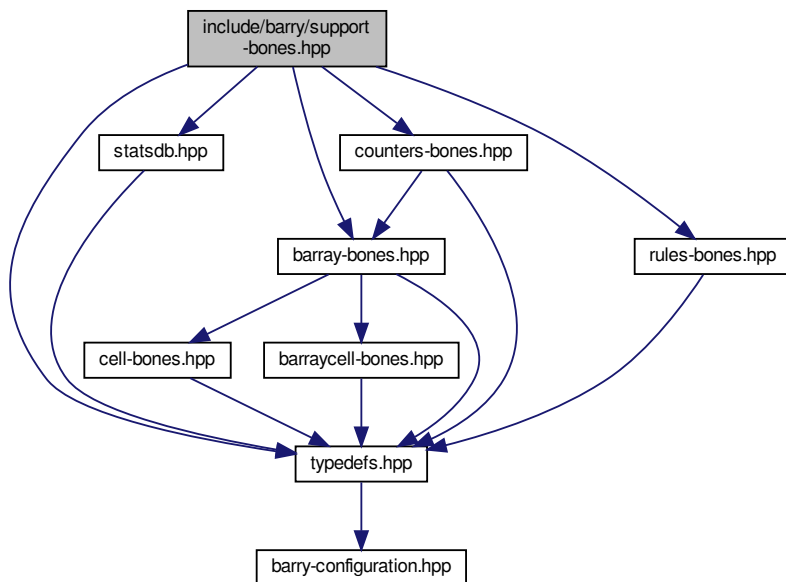 include/barry/support
-bones.hpp
statsdb.hpp
counters-bones.hpp
barray-bones.hpp
rules-bones.hpp
cell-bones.hpp
barraycell-bones.hpp
typedefs.hpp
barry-configuration.hpp